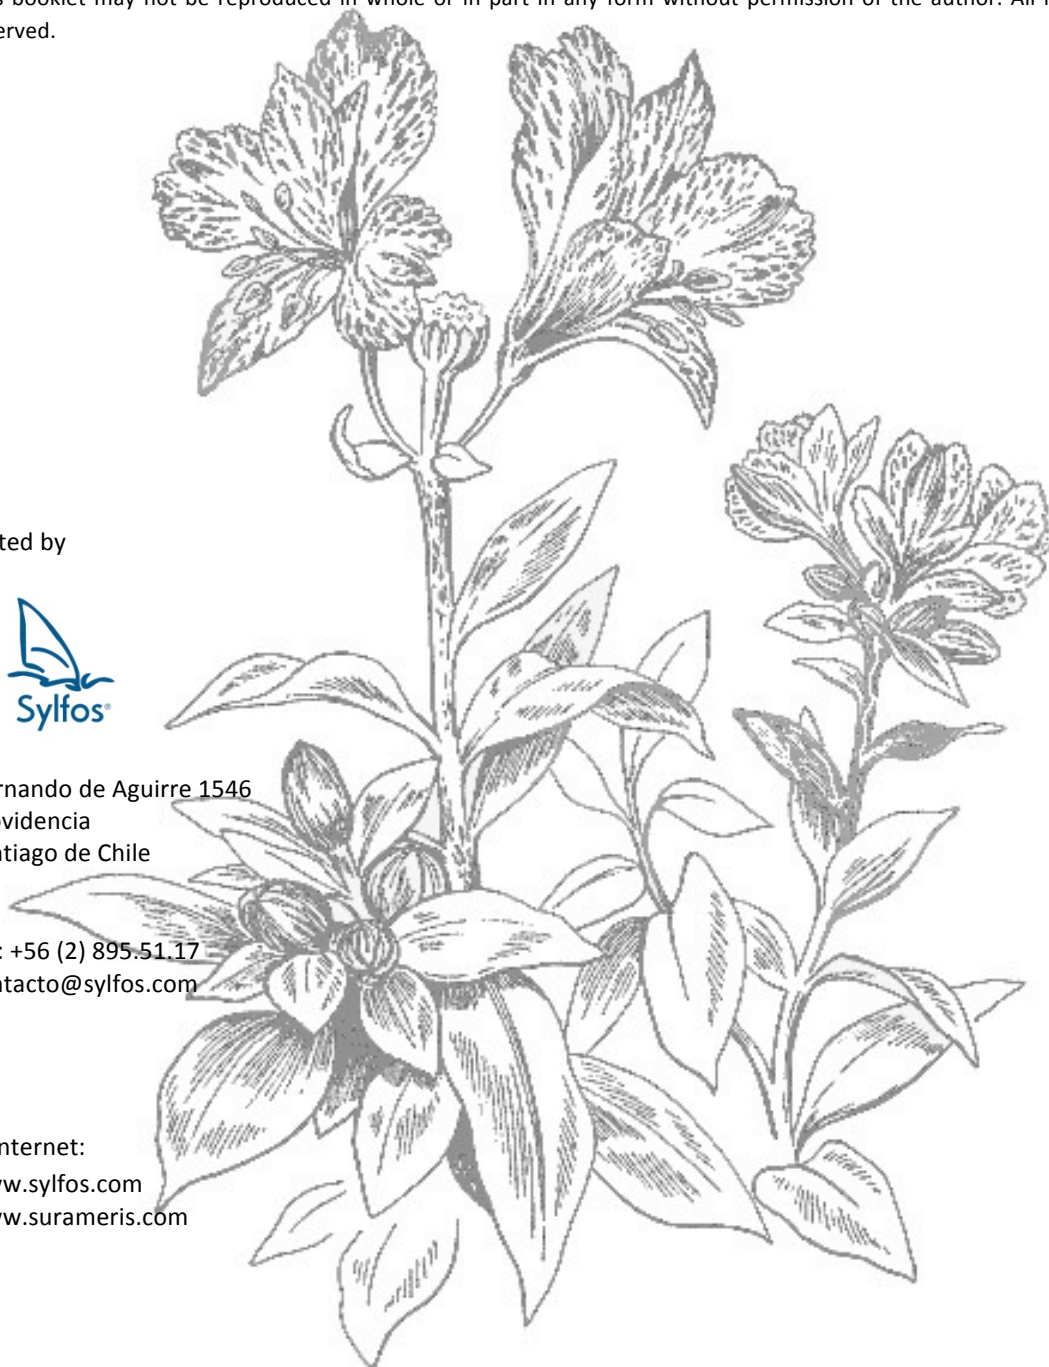 s booklet may not be reproduced in whole or in part in any form without permission of the author. All
erved.
ted by
Sylfos®
rnando de Aguirre 1546
ovidencia
ntiago de Chile
: +56 (2) 895.51.17
ntacto@sylfos.com
nternet:
ww.sylfos.com
ww.surameris.com